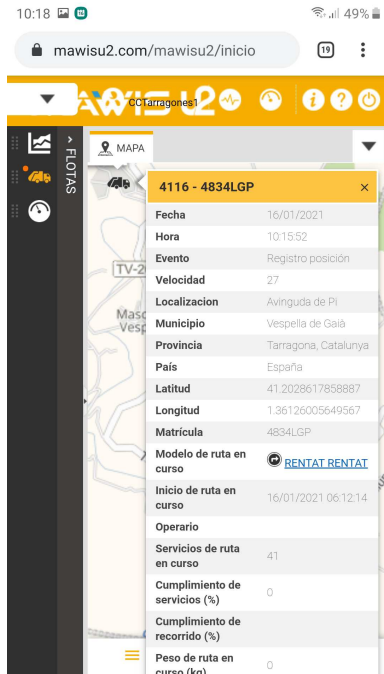 10:18 49%
mawisu2.com/mawisu2/inicio 19
CCTarragones1
MAPA
FLOTAS
TV-2
Masc
Vesp
4116 - 4834LGP ×
Fecha 16/01/2021
Hora 10:15:52
Evento Registro posición
Velocidad 27
Localizacion Avinguda de Pi
Municipio Vespella de Gaià
Provincia Tarragona, Catalunya
País España
Latitud 41.2028617858887
Longitud 1.36126005649567
Matrícula 4834LGP
Modelo de ruta en
curso RENTAT RENTAT
Inicio de ruta en
curso 16/01/2021 06:12:14
Operario
Servicios de ruta
en curso 41
Cumplimiento de
servicios (%) 0
Cumplimiento de
recorrido (%)
Peso de ruta en
curso (kg) 0